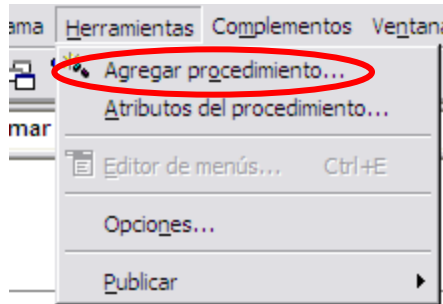 ama Herramientas Complementos Ventana
Agregar procedimiento...
Atributos del procedimiento...
mar
Editor de menús... Ctrl+E
Opciones...
Publicar